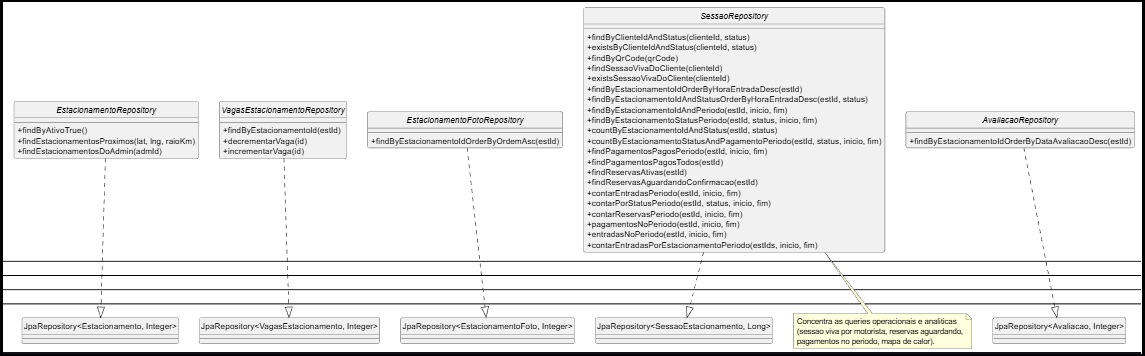 SessaoRepository
+findByClienteIdAndStatus(clienteId, status)
+existsByClienteIdAndStatus(clienteId, status)
+findByQrCode(qrCode)
+findSessaoVivaDoCliente(clienteId)
+existsSessaoVivaDoCliente(clienteId)
+findByEstacionamentoIdOrderByHoraEntradaDesc(estId)
+findByEstacionamentoIdAndStatusOrderByHoraEntradaDesc(estId, status)
+findByEstacionamentoIdAndPeriodo(estId, inicio, fim)
+findByEstacionamentoStatusPeriodo(estId, status, inicio, fim)
+countByEstacionamentoIdAndStatus(estId, status)
+countByEstacionamentoStatusAndPagamentoPeriodo(estId, status, inicio, fim)
+findPagamentosPagosPeriodo(estId, inicio, fim)
+findPagamentosPagosTodos(estId)
+findReservasAtivas(estId)
+findReservasAguardandoConfirmacao(estId)
+contarEntradasPeriodo(estId, inicio, fim)
+contarPorStatusPeriodo(estId, status, inicio, fim)
+contarReservasPeriodo(estId, inicio, fim)
+pagamentosNoPeriodo(estId, inicio, fim)
+entradasNoPeriodo(estId, inicio, fim)
+contarEntradasPorEstacionamentoPeriodo(estIds, inicio, fim)
EstacionamentoRepository
+findByAtivoTrue()
+findEstacionamentosProximos(lat, lng, raioKm)
+findEstacionamentosDoAdmin(admId)
VagasEstacionamentoRepository
+findByEstacionamentoId(estId)
+decrementarVaga(id)
+incrementarVaga(id)
EstacionamentoFotoRepository
+findByEstacionamentoIdOrderByOrdemAsc(estId)
AvaliacaoRepository
+findByEstacionamentoIdOrderByDataAvaliacaoDesc(estId)
JpaRepository<Estacionamento, Integer>
JpaRepository<VagasEstacionamento, Integer>
JpaRepository<EstacionamentoFoto, Integer>
JpaRepository<SessaoEstacionamento, Long>
Concentra as queries operacionais e analiticas
(sessao viva por motorista, reservas aguardando,
pagamentos no periodo, mapa de calor).
JpaRepository<Avaliacao, Integer>